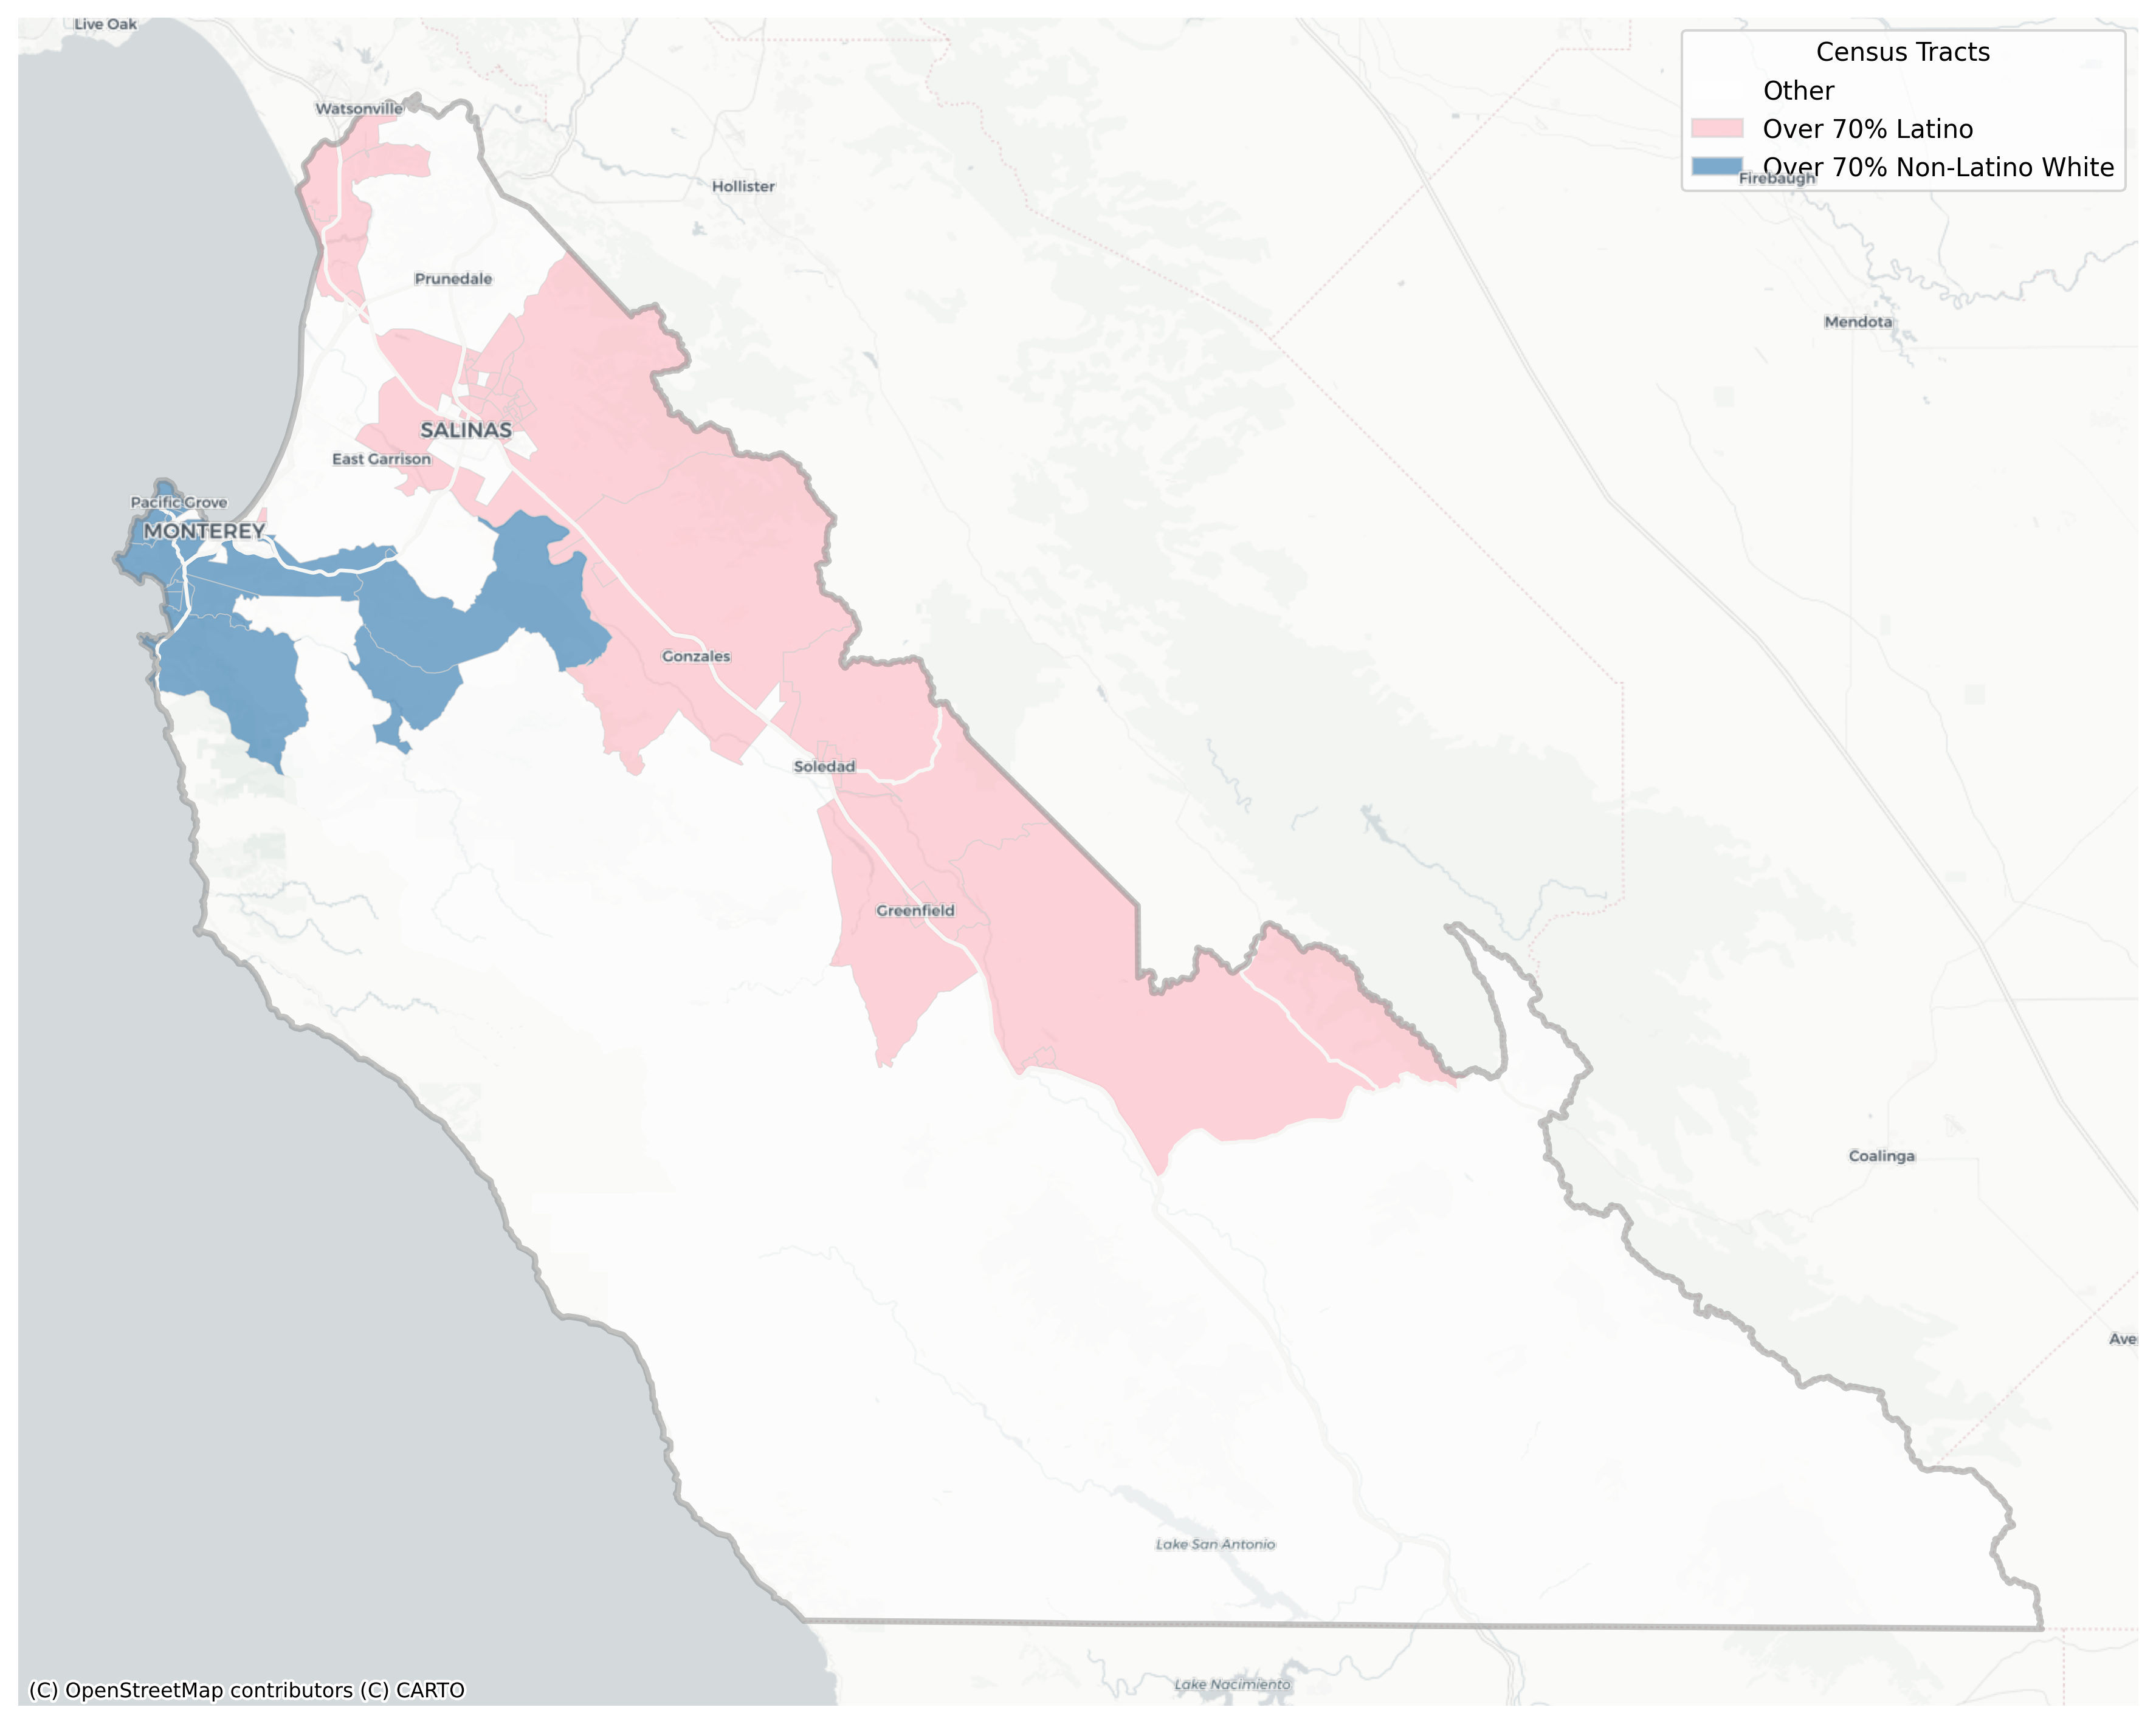 Live Oak
Census Tracts
Other
Over 70% Latino
Over 70% Non-Latino White
Watsonville
Firebaugh
Hollister
Prunedale
Mendota
SALINAS
East Garrison
Pacific Grove
MONTEREY
Gonzales
Soledad
Greenfield
Coalinga
Ave
Lake San Antonio
Lake Nacimiento
(C) OpenStreetMap contributors (C) CARTO